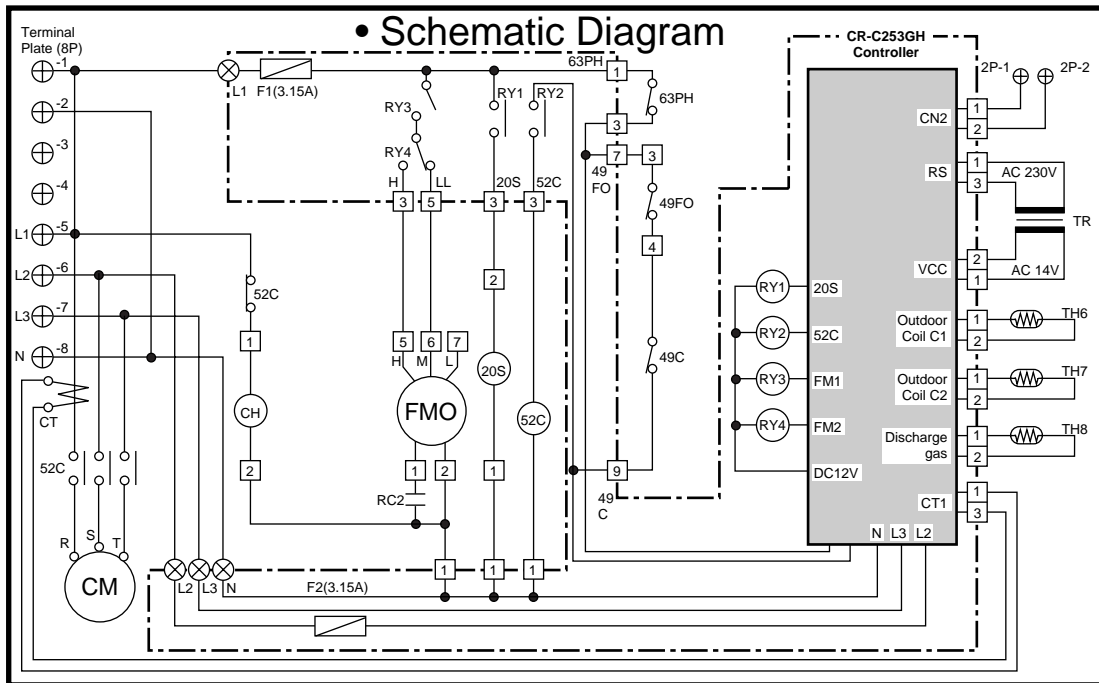 • Schematic Diagram
Terminal
Plate (8P)
-1
-2
-3
-4
L1 -5
L2 -6
L3 -7
N -8
CT
52C
R S T
CM
L1
F1(3.15A)
52C
1
CH
2
RY3
RY4
H LL
3 5
RY1
20S
3
RY2
52C
3
5 6 7
H M L
FMO
1 2
RC2
2
20S
1
52C
1 1 1
L2 L3 N
F2(3.15A)
63PH
1
63PH
3
7 3
49
FO
49FO
4
49C
9
49
C
CR-C253GH
Controller
RY1 20S
RY2 52C
RY3 FM1
RY4 FM2
DC12V
N L3 L2
2P-1 2P-2
CN2
1
2
RS
1
3
AC 230V
TR
VCC
2
1
AC 14V
Outdoor
Coil C1
1
2
TH6
Outdoor
Coil C2
1
2
TH7
Discharge
gas
1
2
TH8
CT1
1
3